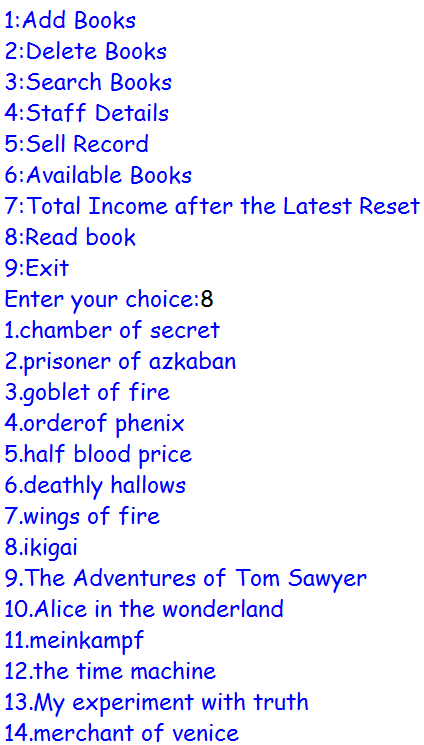 1:Add Books
2:Delete Books
3:Search Books
4:Staff Details
5:Sell Record
6:Available Books
7:Total Income after the Latest Reset
8:Read book
9:Exit
Enter your choice:8
1.chamber of secret
2.prisoner of azkaban
3.goblet of fire
4.orderof phenix
5.half blood price
6.deathly hallows
7.wings of fire
8.ikigai
9.The Adventures of Tom Sawyer
10.Alice in the wonderland
11.meinkampf
12.the time machine
13.My experiment with truth
14.merchant of venice